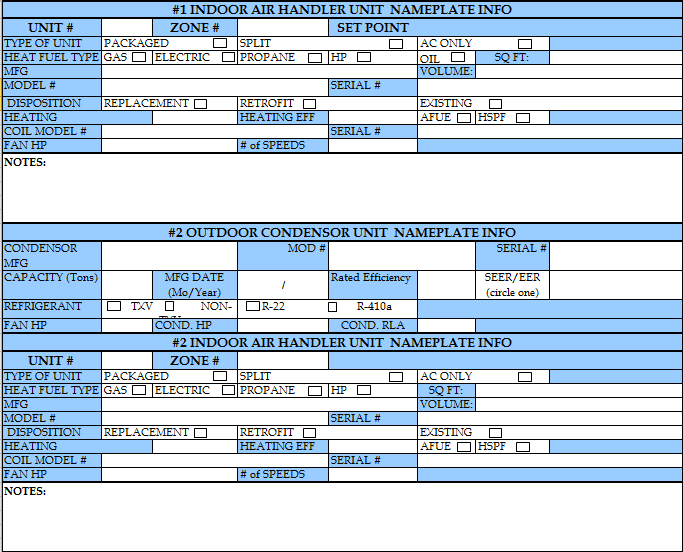 #1 INDOOR AIR HANDLER UNIT NAMEPLATE INFO
UNIT # ZONE # SET POINT
TYPE OF UNIT PACKAGED SPLIT AC ONLY
HEAT FUEL TYPE GAS ELECTRIC PROPANE HP OIL SQ FT:
MFG VOLUME:
MODEL # SERIAL #
DISPOSITION REPLACEMENT RETROFIT EXISTING
HEATING HEATING EFF AFUE HSPF
COIL MODEL # SERIAL #
FAN HP # of SPEEDS
NOTES:
#2 OUTDOOR CONDENSOR UNIT NAMEPLATE INFO
CONDENSOR MOD # SERIAL #
MFG
CAPACITY (Tons) MFG DATE / Rated Efficiency SEER/EER
(Mo/Year) (circle one)
REFRIGERANT TXV NON- R-22 R-410a
FAN HP COND. HP COND. RLA
#2 INDOOR AIR HANDLER UNIT NAMEPLATE INFO
UNIT # ZONE #
TYPE OF UNIT PACKAGED SPLIT AC ONLY
HEAT FUEL TYPE GAS ELECTRIC PROPANE HP SQ FT:
MFG VOLUME:
MODEL # SERIAL #
DISPOSITION REPLACEMENT RETROFIT EXISTING
HEATING HEATING EFF AFUE HSPF
COIL MODEL # SERIAL #
FAN HP # of SPEEDS
NOTES: